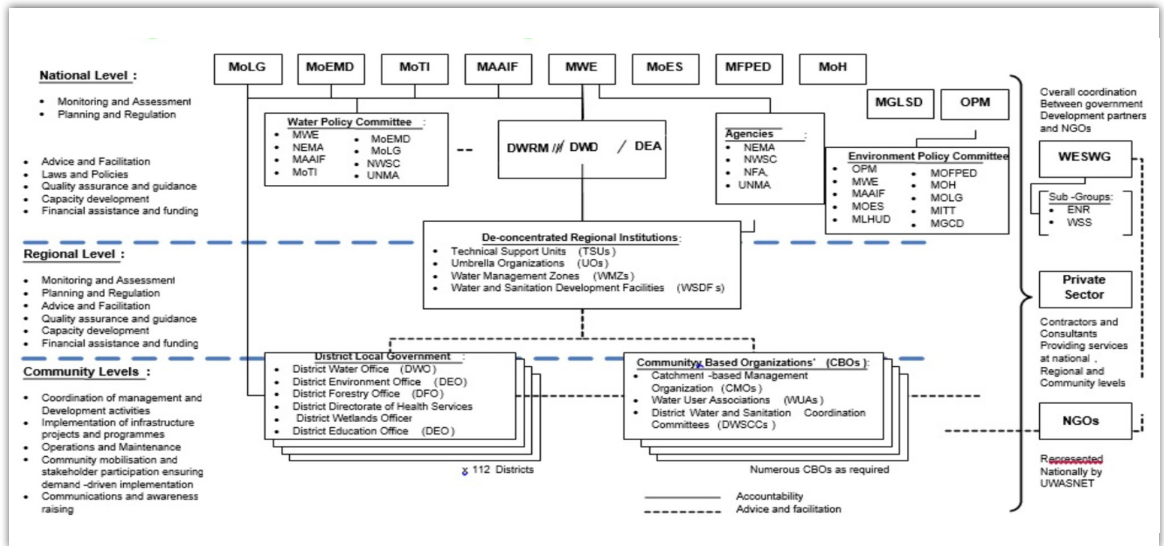 MoLG MoEMD MoTI MAAIF MWE MoES MFPED MoH
MGLSD OPM
National Level :
• Monitoring and Assessment
• Planning and Regulation
• Advice and Facilitation
• Laws and Policies
• Quality assurance and guidance
• Capacity development
• Financial assistance and funding
Water Policy Committee :
• MWE
• NEMA
• MAAIF
• MoTI
• MoEMD
• MoLG
• NWSC
• UNMA
DWRM /// DWD / DEA
Agencies :
• NEMA
• NWSC
• NFA,
• UNMA
Environment Policy Committee
• OPM
• MWE
• MAAIF
• MOES
• MLHUD
• MOFPED
• MOH
• MOLG
• MITT
• MGCD
Overall coordination
Between government
Development partners
and NGOs
WESWG
Sub -Groups:
• ENR
• WSS
De-concentrated Regional Institutions:
• Technical Support Units (TSUs)
• Umbrella Organizations (UOs)
• Water Management Zones (WMZs)
• Water and Sanitation Development Facilities (WSDF s)
Regional Level :
• Monitoring and Assessment
• Planning and Regulation
• Advice and Facilitation
• Quality assurance and guidance
• Capacity development
• Financial assistance and funding
Private
Sector
Contractors and
Consultants
Providing services
at national .
Regional and
Community levels
Community Levels :
• Coordination of management and
Development activities
• Implementation of infrastructure
projects and programmes
• Operations and Maintenance
• Community mobilisation and
stakeholder participation ensuring
demand -driven implementation
• Communications and awareness
raising
District Local Government :
• District Water Office (DWO)
• District Environment Office (DEO)
• District Forestry Office (DFO)
• District Directorate of Health Services
• District Wetlands Officer
• District Education Office (DEO)
x 112 Districts
Community Based Organizations' (CBOs) :
• Catchment -based Management
Organization (CMOs)
• Water User Associations (WUAs)
• District Water and Sanitation Coordination
Committees (DWSCCs)
Numerous CBOs as required
NGOs
Represented
Nationally by
UWASNET
Accountability
Advice and facilitation